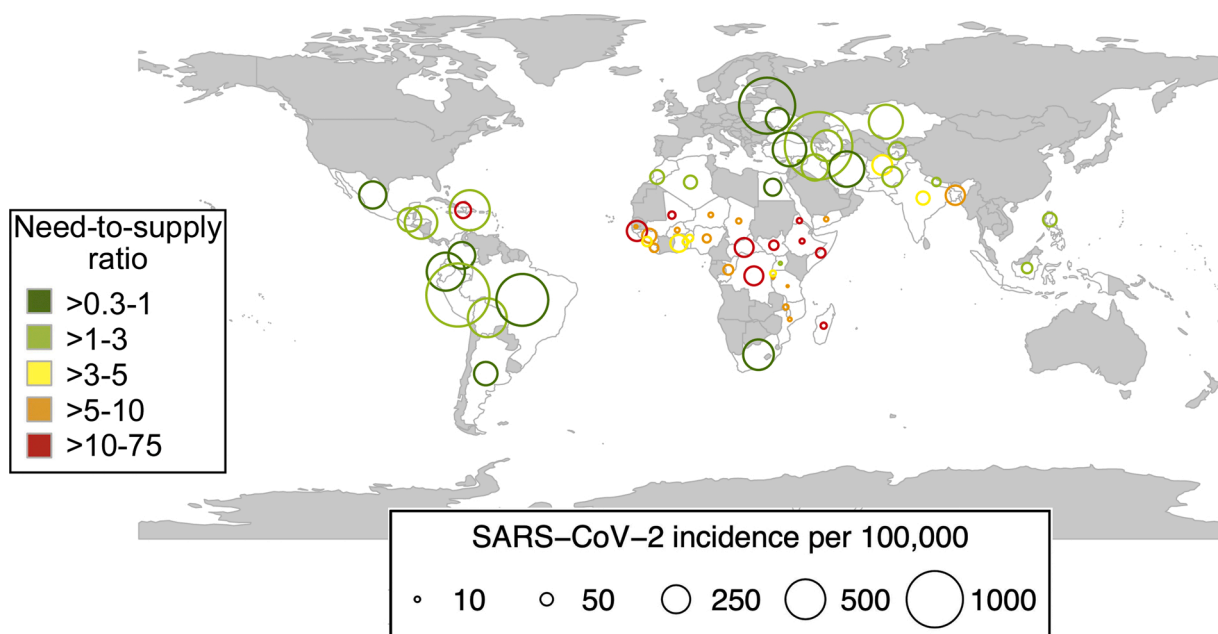 Need-to-supply
ratio
>0.3-1
>1-3
>3-5
>5-10
>10-75
SARS−CoV−2 incidence per 100,000
10 50 250 500 1000